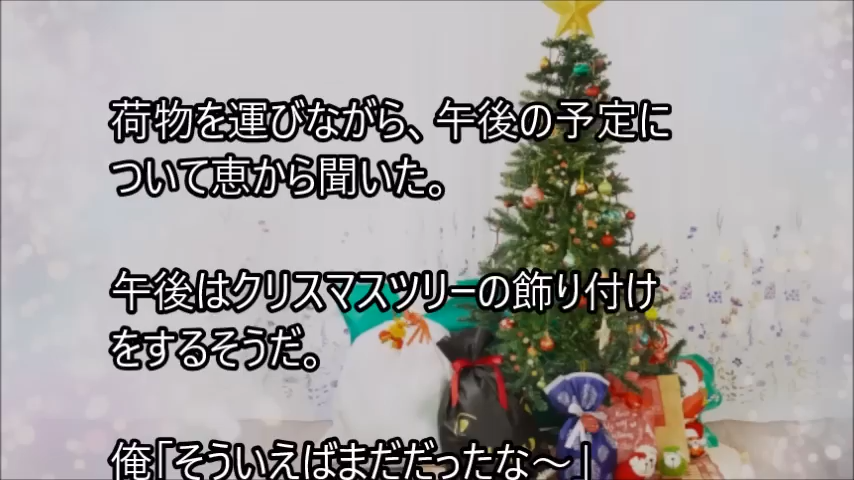 荷物を運びながら、午後の予定に
ついて恵から聞いた。
午後はクリスマスツリーの飾り付け
をするそうだ。
俺「そういえばまだだったな～」